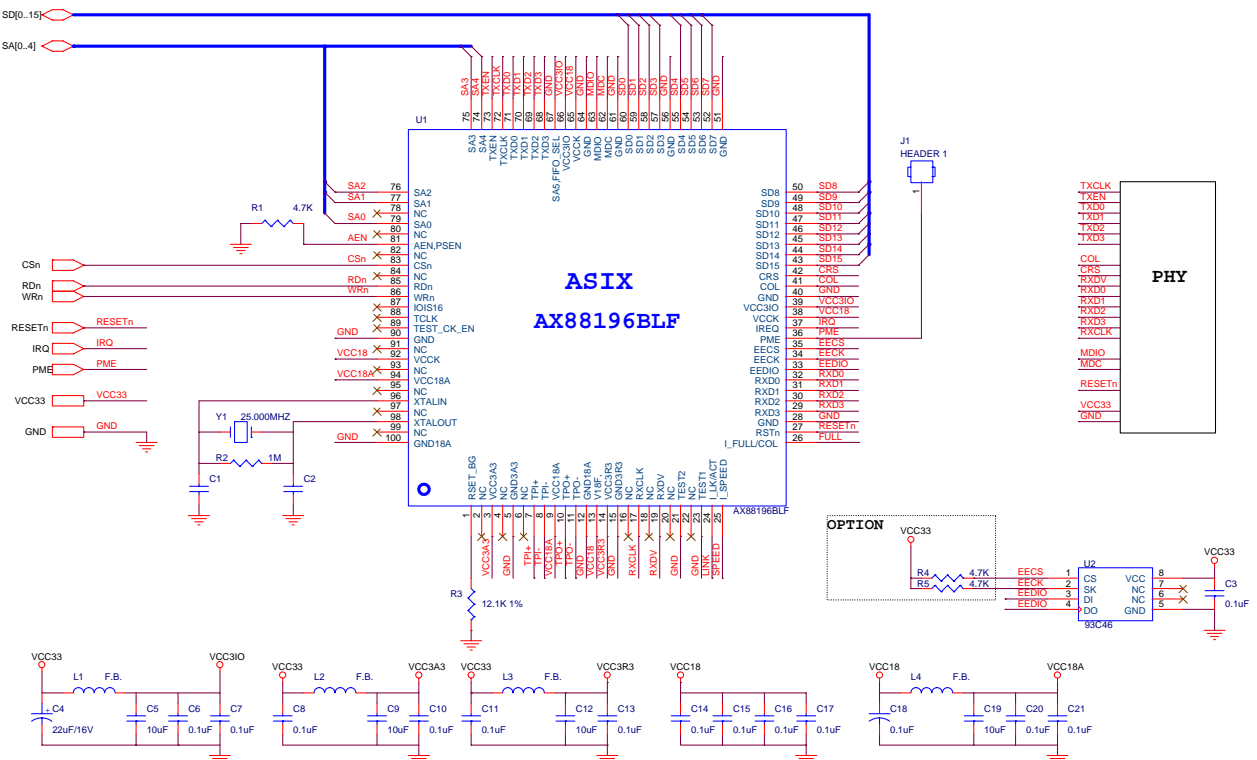 SD[0..15]
SA[0..4]
SA3 SA4 TXEN TXCLK TXD0 TXD1 TXD2 TXD3 GND VCC3IO VCC18 GND MDIO MDC GND SD0 SD1 SD2 SD3 GND SD4 SD5 SD6 SD7 GND
75 74 73 72 71 70 69 68 67 66 65 64 63 62 61 60 59 58 57 56 55 54 53 52 51
U1
SA3 SA4 TXEN TXCLK TXD0 TXD1 TXD2 TXD3 SA5,FIFO_SEL VCC3IO VCCK GND MDIO MDC GND SD0 SD1 SD2 SD3 GND SD4 SD5 SD6 SD7 GND
J1
HEADER 1
1
SA2 76 SA2
SA1 77 SA1
78 NC
SA0 79 SA0
80 NC
R1 4.7K
AEN 81 AEN,PSEN
82 NC
CSn CSn 83 CSn
84 NC
RDn RDn 85 RDn
WRn WRn 86 WRn
87 IOIS16
88 TCLK
89 TEST_CK_EN
GND 90 GND
91 NC
VCC18 92 VCCK
93 NC
VCC18A 94 VCC18A
95 NC
96 XTALIN
97 NC
98 XTALOUT
99 NC
GND 100 GND18A
RESETn RESETn
IRQ IRQ
PME PME
VCC33 VCC33
GND GND
Y1 25.000MHZ
R2 1M
C1 C2
ASIX
AX88196BLF
SD8 50 SD8
SD9 49 SD9
SD10 48 SD10
SD11 47 SD11
SD12 46 SD12
SD13 45 SD13
SD14 44 SD14
SD15 43 SD15
CRS 42 CRS
COL 41 COL
GND 40 GND
VCC3IO 39 VCC3IO
VCCK 38 VCC18
IREQ 37 IRQ
PME 36 PME
EECS 35 EECS
EECK 34 EECK
EEDIO 33 EEDIO
RXD0 32 RXD0
RXD1 31 RXD1
RXD2 30 RXD2
RXD3 29 RXD3
GND 28 GND
RSTn 27 RESETn
I_FULL/COL 26 FULL
TXCLK
TXEN
TXD0
TXD1
TXD2
TXD3
COL
CRS
RXDV
RXD0
RXD1
RXD2
RXD3
RXCLK
MDIO
MDC
RESETn
VCC33
GND
PHY
RSET_BG NC VCC3A3 NC GND3A3 NC TPI+ TPI- VCC18A TPO+ TPO- GND18A V18F, VCC3R3 GND3R3 NC RXCLK NC RXDV NC TEST2 NC TEST1 I_LK/ACT I_SPEED
1 2 3 4 5 6 7 8 9 10 11 12 13 14 15 16 17 18 19 20 21 22 23 24 25
AX88196BLF
VCC3A3 GND TPI+ TPI- VCC18A TPO+ TPO- GND VCC18 VCC3R3 GND RXCLK RXDV GND GND LINK SPEED
R3
12.1K 1%
OPTION
VCC33
R4 4.7K
R5 4.7K
EECS
EECK
EEDIO
EEDIO
U2
1 CS VCC 8
2 SK NC 7
3 DI NC 6
4 DO GND 5
93C46
VCC33
C3
0.1uF
VCC33 L1 F.B. VCC3IO
+ C4 22uF/16V
C5 10uF
C6 0.1uF
C7 0.1uF
VCC33 L2 F.B. VCC3A3
C8 0.1uF
C9 10uF
C10 0.1uF
VCC33 L3 F.B. VCC3R3
C11 0.1uF
C12 10uF
C13 0.1uF
VCC18
C14 0.1uF
C15 0.1uF
C16 0.1uF
C17 0.1uF
VCC18 L4 F.B. VCC18A
C18 0.1uF
C19 10uF
C20 0.1uF
C21 0.1uF